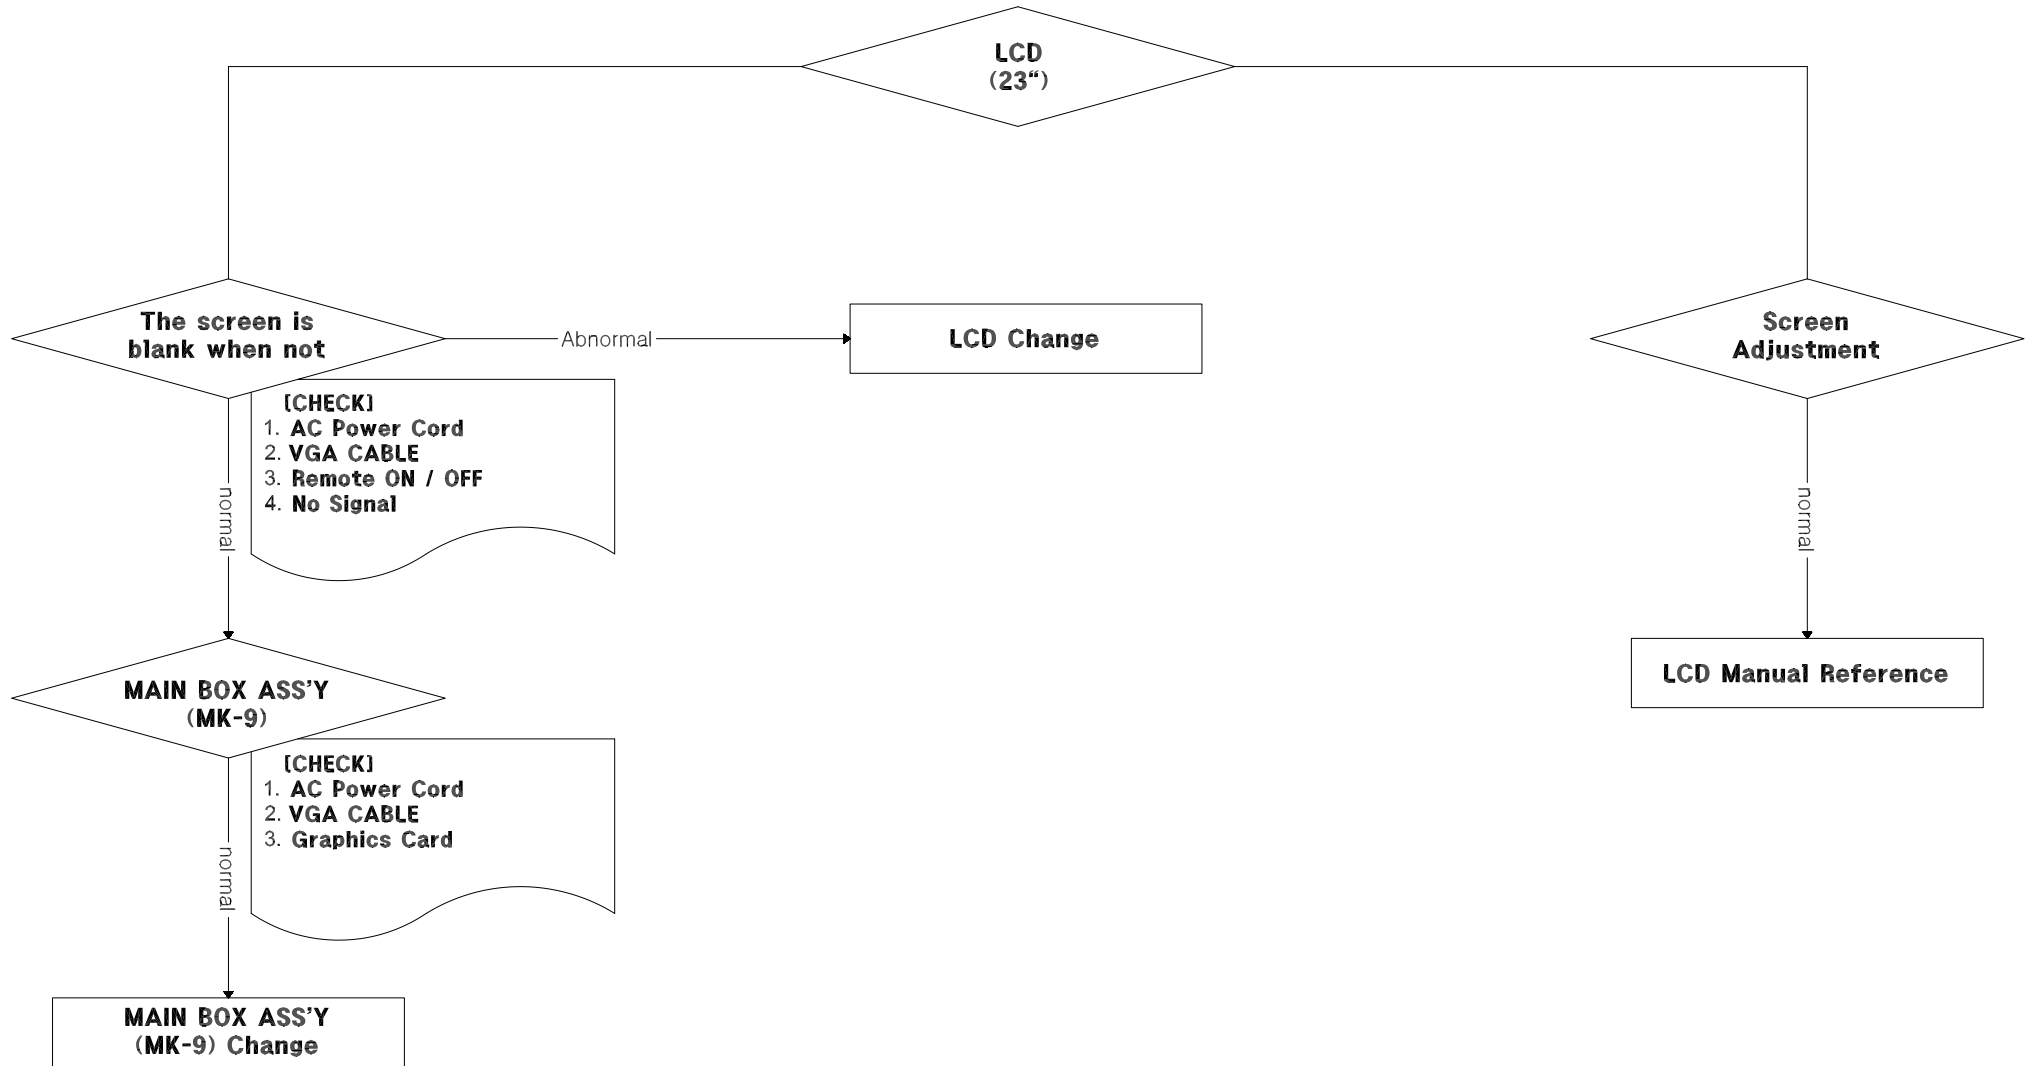 LCD
(23“)
The screen is
blank when not
Abnormal
LCD Change
Screen
Adjustment
[CHECK]
1. AC Power Cord
2. VGA CABLE
3. Remote ON / OFF
4. No Signal
normal
normal
MAIN BOX ASS’Y
(MK-9)
LCD Manual Reference
[CHECK]
1. AC Power Cord
2. VGA CABLE
3. Graphics Card
normal
MAIN BOX ASS’Y
(MK-9) Change